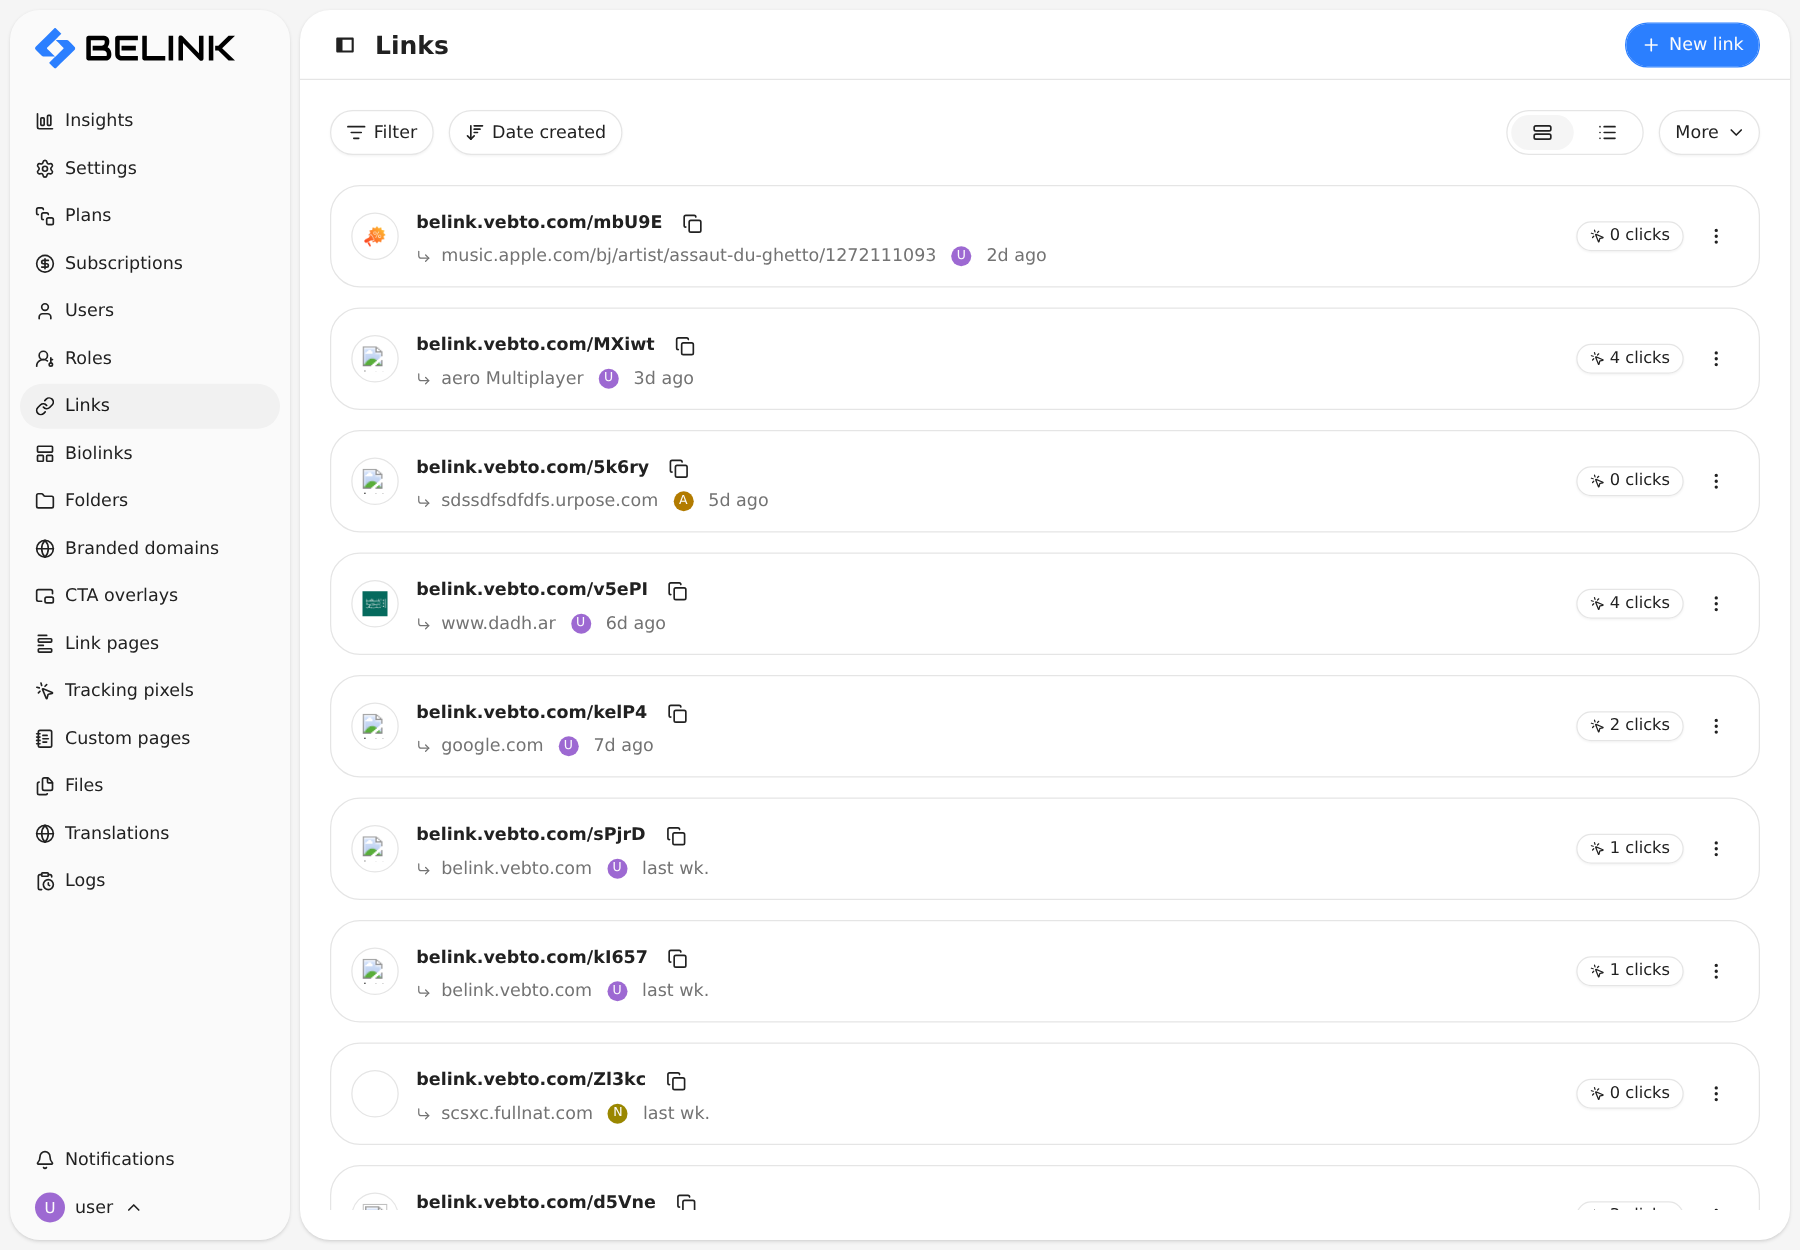 BELINK
Insights
Settings
Plans
Subscriptions
Users
Roles
Links
Biolinks
Folders
Branded domains
CTA overlays
Link pages
Tracking pixels
Custom pages
Files
Translations
Logs
Notifications
U user
Links
New link
Filter
Date created
More
belink.vebto.com/mbU9E
music.apple.com/bj/artist/assaut-du-ghetto/1272111093 U 2d ago
0 clicks
belink.vebto.com/MXiwt
aero Multiplayer U 3d ago
4 clicks
belink.vebto.com/5k6ry
sdssdfsdfdfs.urpose.com A 5d ago
0 clicks
belink.vebto.com/v5ePI
www.dadh.ar U 6d ago
4 clicks
belink.vebto.com/kelP4
google.com U 7d ago
2 clicks
belink.vebto.com/sPjrD
belink.vebto.com U last wk.
1 clicks
belink.vebto.com/kI657
belink.vebto.com U last wk.
1 clicks
belink.vebto.com/Zl3kc
scsxc.fullnat.com N last wk.
0 clicks
belink.vebto.com/d5Vne